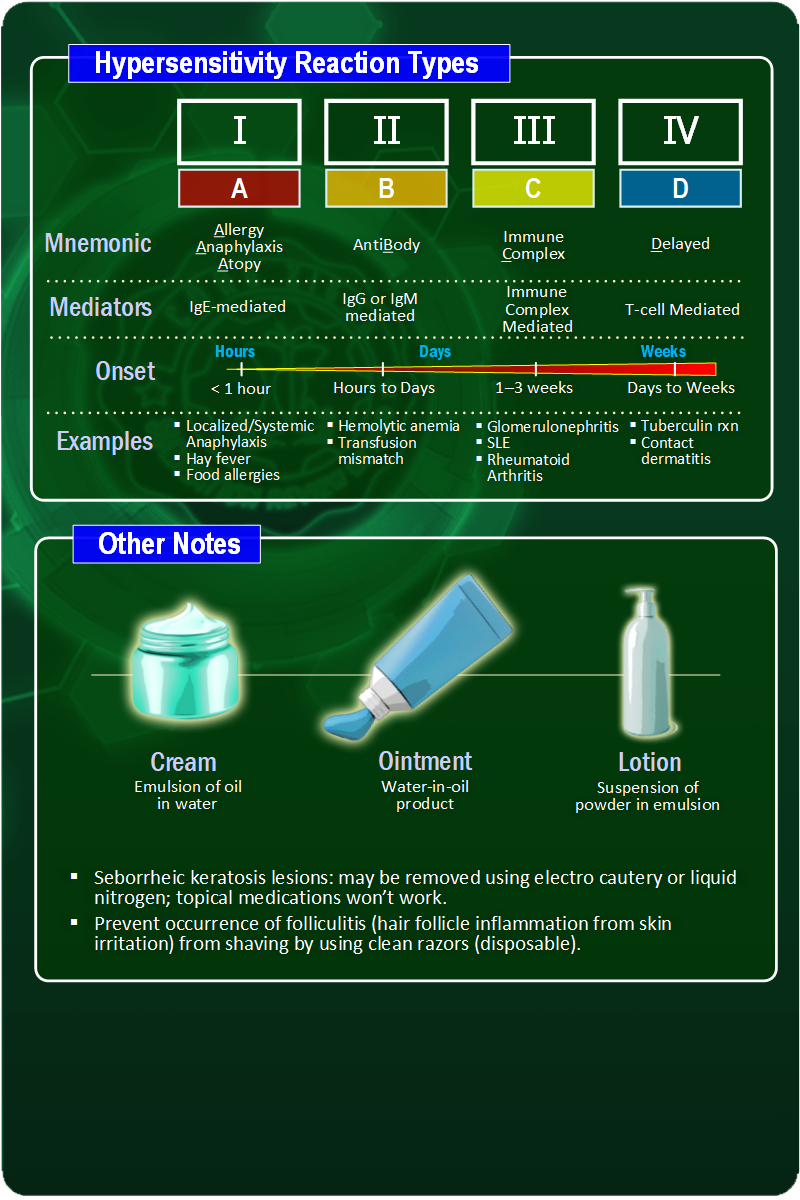 Hypersensitivity Reaction Types
I II III IV
A B C D
Mnemonic
Allergy
Anaphylaxis
Atopy
AntiBody
Immune
Complex
Delayed
Mediators
IgE-mediated
IgG or IgM
mediated
Immune
Complex
Mediated
T-cell Mediated
Onset
Hours Days Weeks
< 1 hour Hours to Days 1–3 weeks Days to Weeks
Examples
▪ Localized/Systemic
Anaphylaxis
▪ Hay fever
▪ Food allergies
▪ Hemolytic anemia
▪ Transfusion
mismatch
▪ Glomerulonephritis
▪ SLE
▪ Rheumatoid
Arthritis
▪ Tuberculin rxn
▪ Contact
dermatitis
Other Notes
Cream
Emulsion of oil
in water
Ointment
Water-in-oil
product
Lotion
Suspension of
powder in emulsion
▪ Seborrheic keratosis lesions: may be removed using electro cautery or liquid
nitrogen; topical medications won’t work.
▪ Prevent occurrence of folliculitis (hair follicle inflammation from skin
irritation) from shaving by using clean razors (disposable).